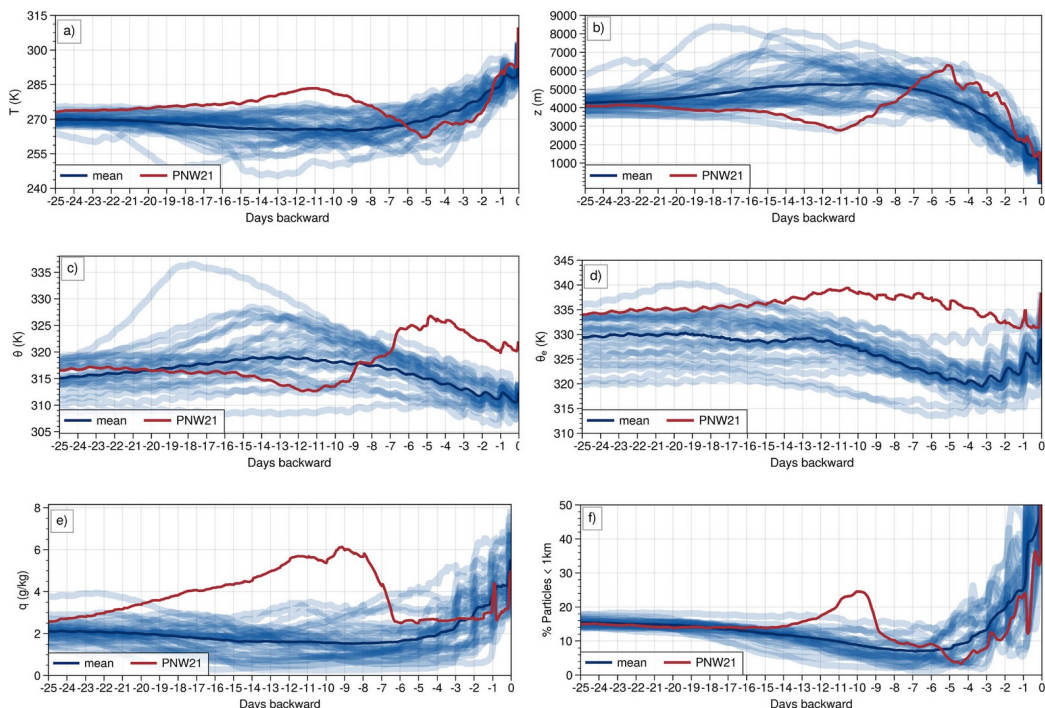 a)
T (K)
315
305
295
285
270
265
255
240
mean PNW21
-25-24-23-22-21-20-19-18-17-16-15-14-13-12-11-10 -9 -8 -7 -6 -5 -4 -3 -2 -1 0
Days backward
b)
z (m)
9000
8000
7000
6000
5000
4000
3000
2000
1000
mean PNW21
-25-24-23-22-21-20-19-18-17-16-15-14-13-12-11-10 -9 -8 -7 -6 -5 -4 -3 -2 -1 0
Days backward
c)
θ (K)
335
330
325
320
315
310
305
mean PNW21
-25-24-23-22-21-20-19-18-17-16-15-14-13-12-11-10 -9 -8 -7 -6 -5 -4 -3 -2 -1 0
Days backward
d)
θe (K)
345
340
335
330
325
320
315
310
mean PNW21
-25-24-23-22-21-20-19-18-17-16-15-14-13-12-11-10 -9 -8 -7 -6 -5 -4 -3 -2 -1 0
Days backward
e)
q (g/kg)
8
6
4
2
0
mean PNW21
-25-24-23-22-21-20-19-18-17-16-15-14-13-12-11-10 -9 -8 -7 -6 -5 -4 -3 -2 -1 0
Days backward
f)
% Particles < 1km
50
40
30
20
10
0
mean PNW21
-25-24-23-22-21-20-19-18-17-16-15-14-13-12-11-10 -9 -8 -7 -6 -5 -4 -3 -2 -1 0
Days backward